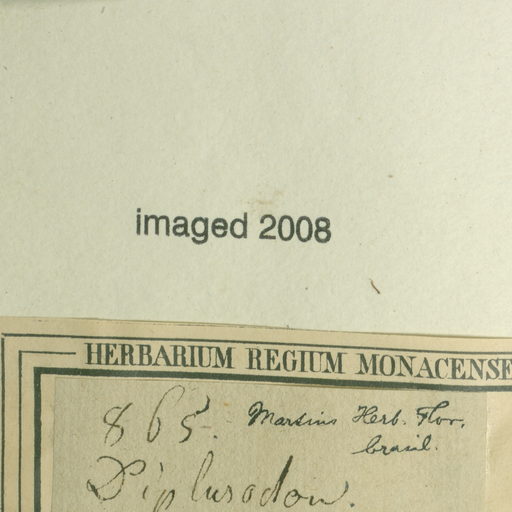 imaged 2008
HERBARIUM REGIUM MONACENSE
865. Martius Herb. Flor.
brasil.
Diplusodon.